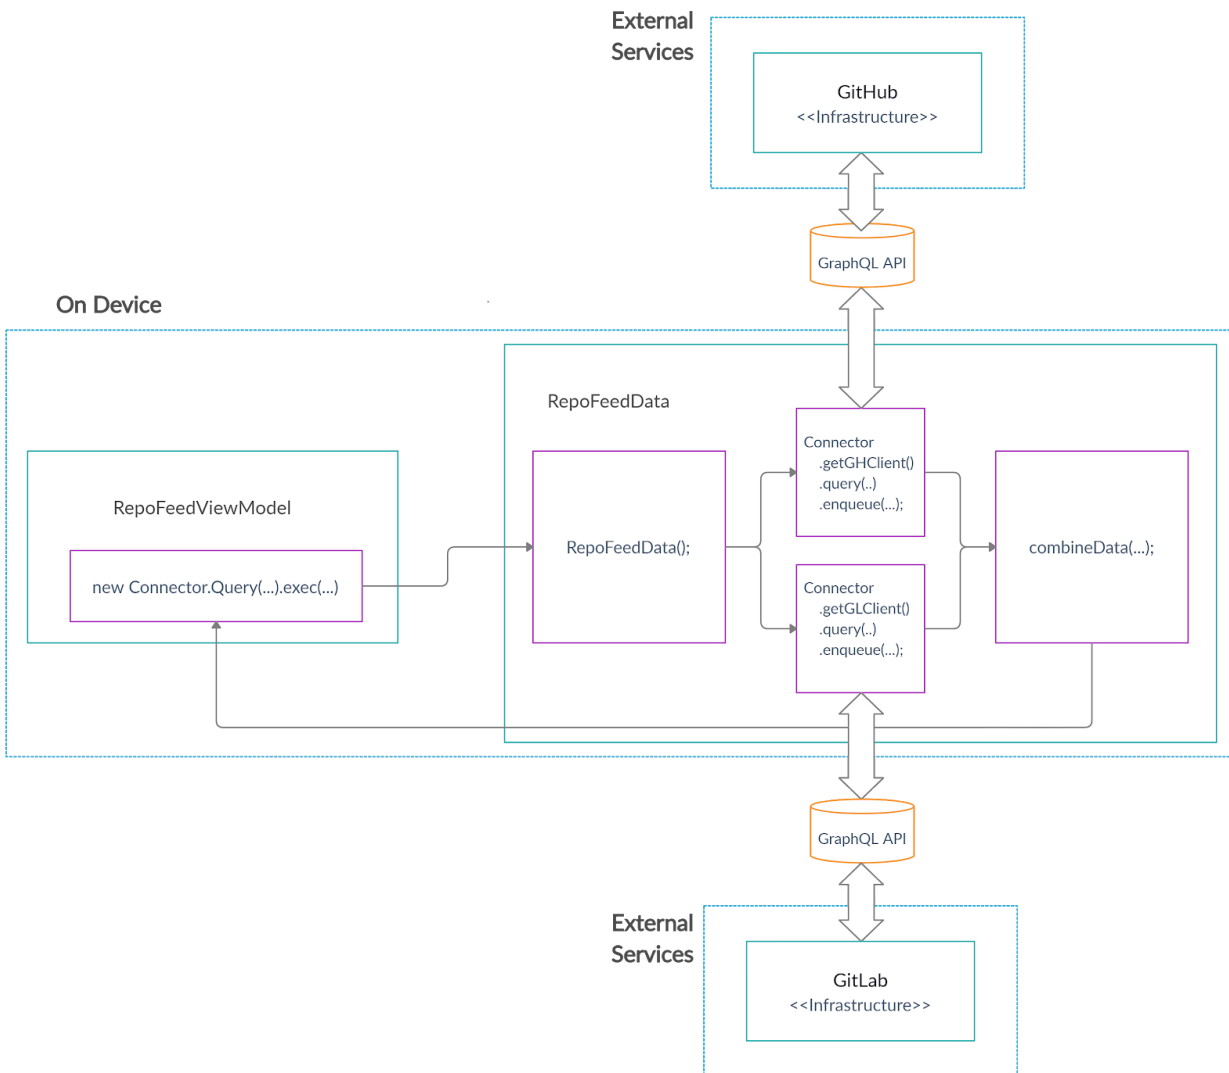 External
Services
GitHub
<<Infrastructure>>
GraphQL API
On Device
RepoFeedData
RepoFeedViewModel
new Connector.Query(...).exec(...)
RepoFeedData();
Connector
.getGHClient()
.query(..)
.enqueue(...);
Connector
.getGLClient()
.query(..)
.enqueue(...);
combineData(...);
GraphQL API
External
Services
GitLab
<<Infrastructure>>